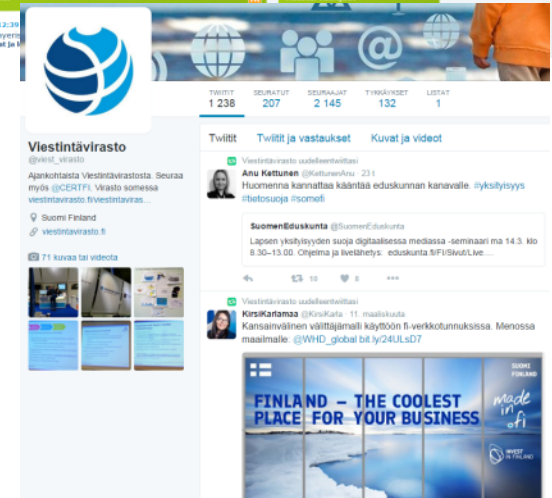 12:39
TWIITIT SEURATUT SEURAAJAT TYKKÄYKSET LISTAT
1 238 207 2 145 132 1
Viestintävirasto
@viest_virasto
Ajankohtaista Viestintävirastosta. Seuraa
myös @CERTFI. Virasto somessa
viestintavirasto.fi/viestintaviras...
Suomi Finland
viestintavirasto.fi
71 kuvaa tai videota
Twiitit Twiitit ja vastaukset Kuvat ja videot
Viestintävirasto uudelleentwiittasi
Anu Kettunen @KettunenAnu · 23 t
Huomenna kannattaa kääntää eduskunnan kanavalle. #yksityisyys
#tietosuoja #somefi
SuomenEduskunta @SuomenEduskunta
Lapsen yksityisyyden suoja digitaalisessa mediassa -seminaari ma 14.3. klo
8.30–13.00. Ohjelma ja livelähetys: eduskunta.fi/FI/Sivut/Live....
10 8
Viestintävirasto uudelleentwiittasi
KirsiKarlamaa @KirsiKarla · 11. maaliskuuta
Kansainvälinen välittäjämalli käyttöön fi-verkkotunnuksissa. Menossa
maailmalle: @WHD_global bit.ly/24ULsD7
SUOMI
FINLAND
FINLAND – THE COOLEST
PLACE FOR YOUR BUSINESS
made
in
.fi
INVEST
IN FINLAND